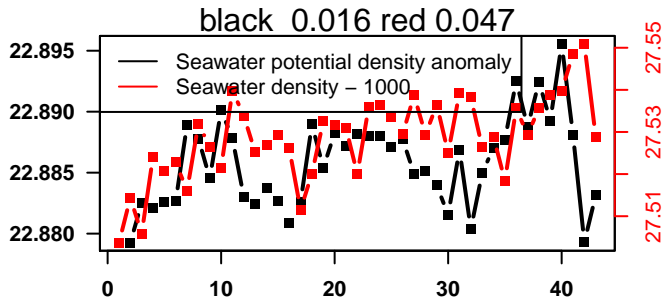 black 0.016 red 0.047
22.895
22.890
22.885
22.880
Seawater potential density anomaly
Seawater density − 1000
27.55
27.53
27.51
0 10 20 30 40